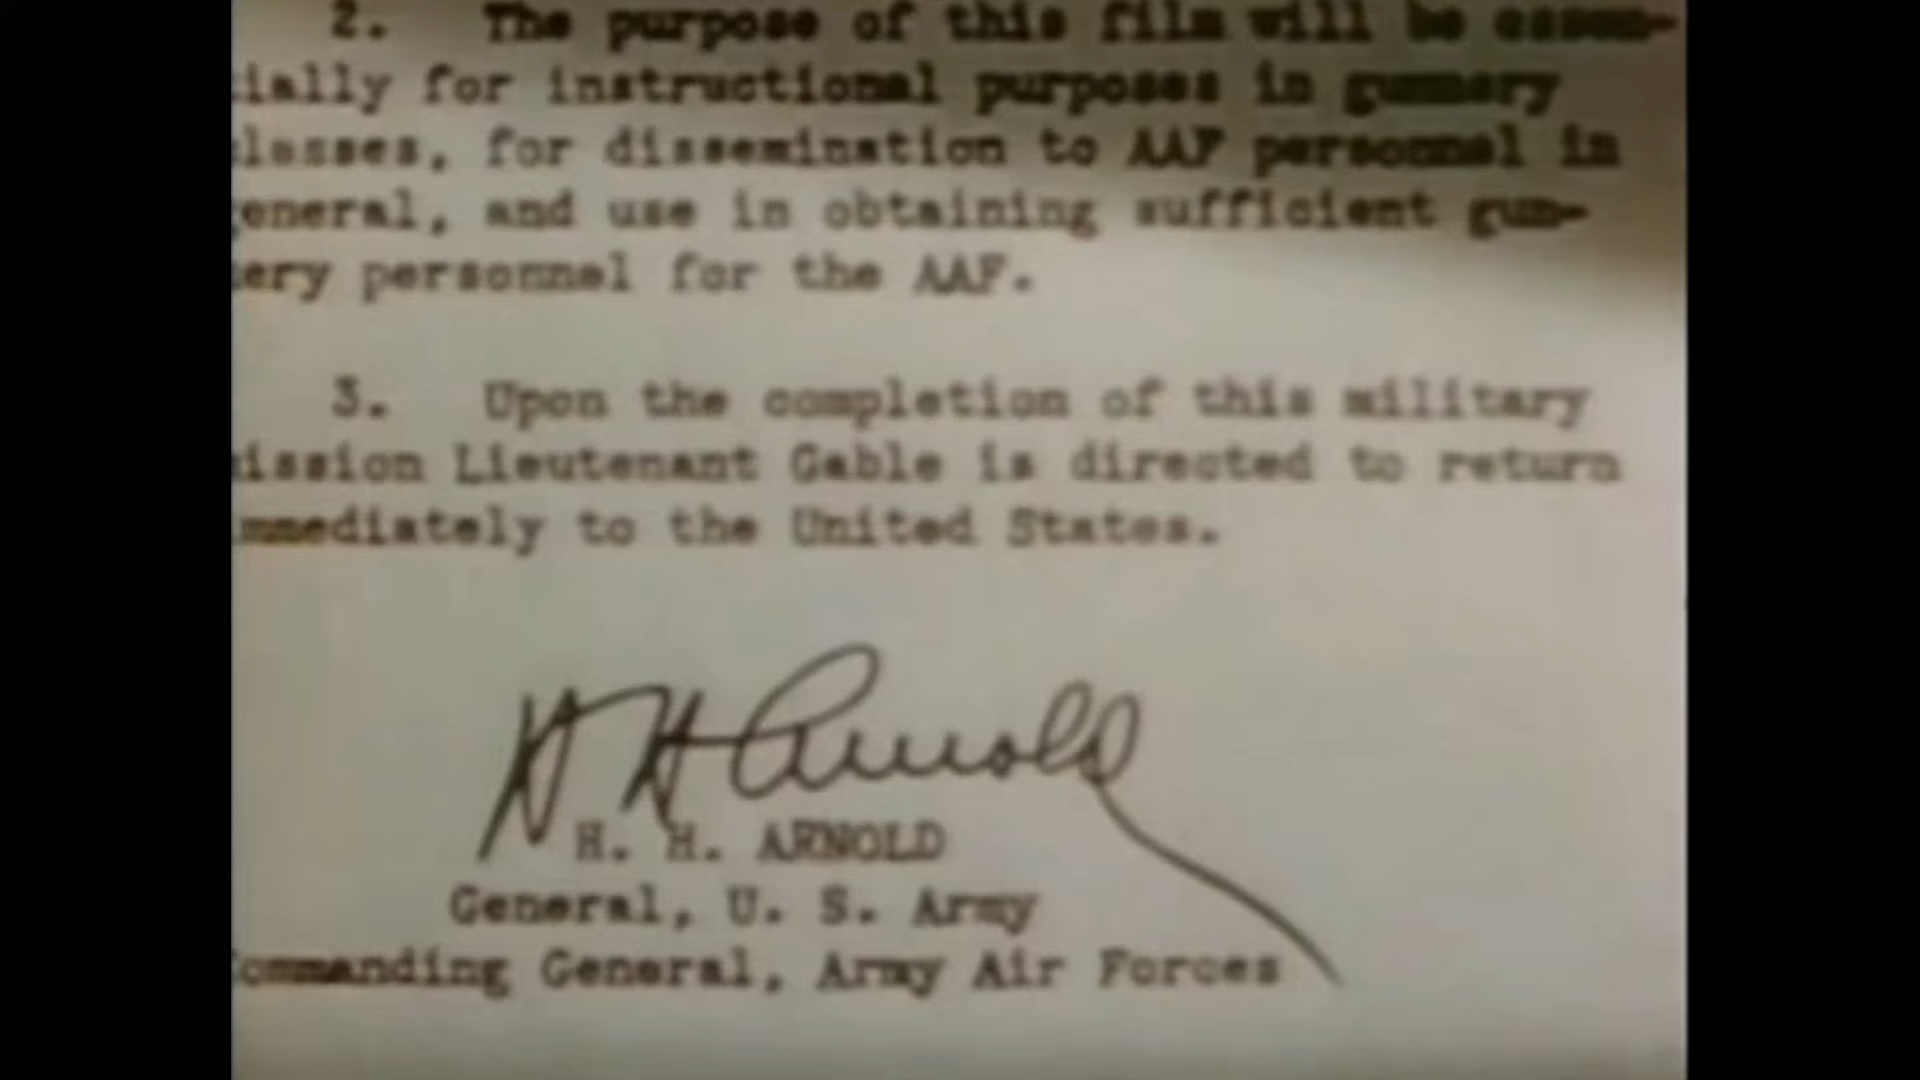 2. The purpose of this film will be essen-
tially for instructional purposes in gunnery
classes, for dissemination to AAF personnel in
general, and use in obtaining sufficient gun-
nery personnel for the AAF.
3. Upon the completion of this military
mission Lieutenant Gable is directed to return
immediately to the United States.
H H Arnold
H. H. ARNOLD
General, U. S. Army
Commanding General, Army Air Forces